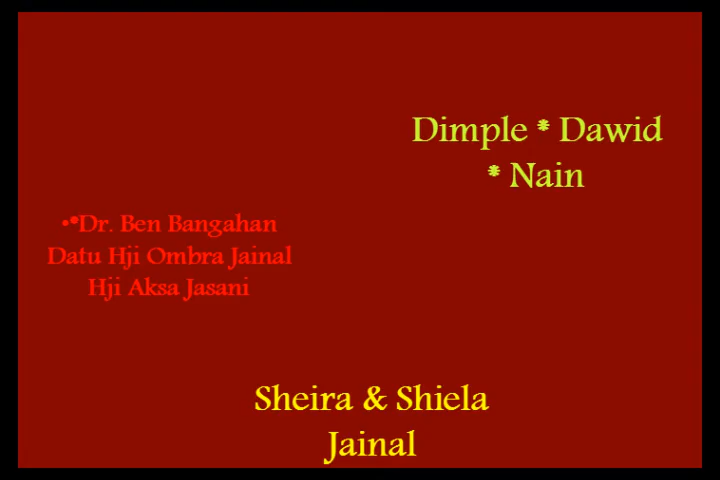 Dimple * Dawid
* Nain
•*Dr. Ben Bangahan
Datu Hji Ombra Jainal
Hji Aksa Jasani
Sheira & Shiela
Jainal